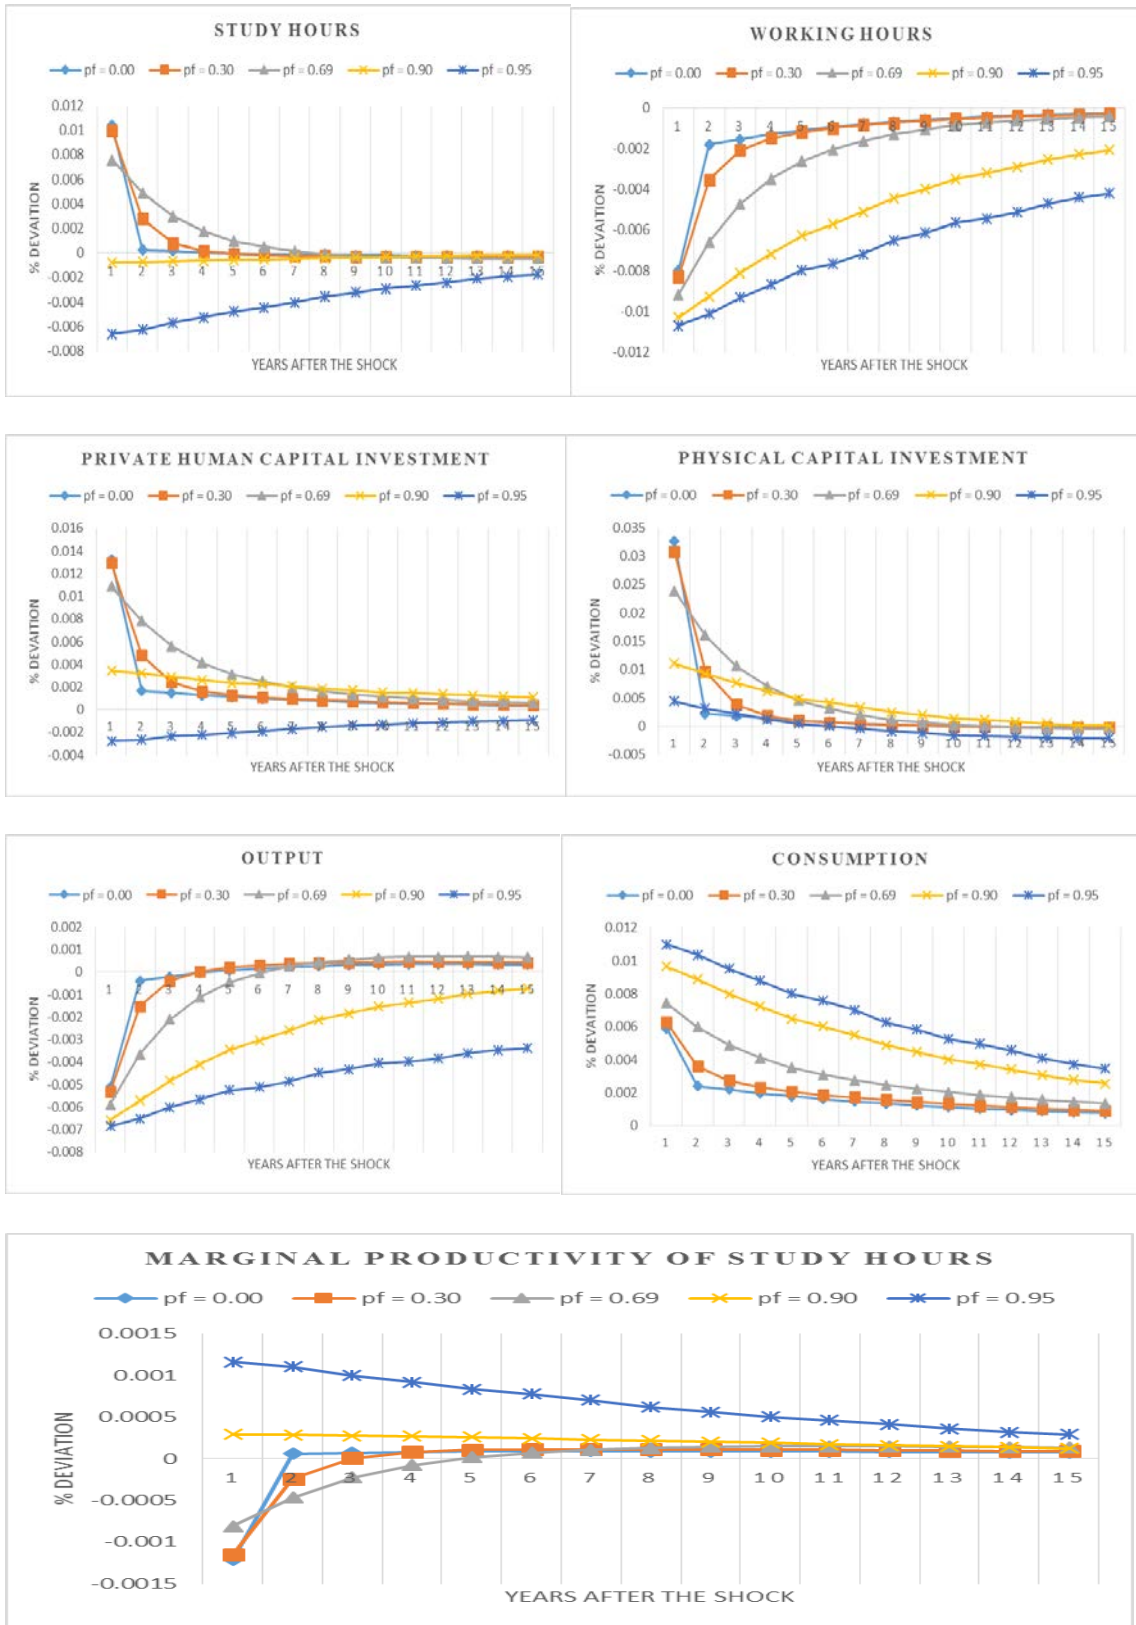 STUDY HOURS
pf = 0.00 pf = 0.30 pf = 0.69 pf = 0.90 pf = 0.95
0.012
0.01
0.008
0.006
0.004
0.002
0
-0.002
-0.004
-0.006
-0.008
% DEVAITION
1 2 3 4 5 6 7 8 9 10 11 12 13 14 15
YEARS AFTER THE SHOCK
WORKING HOURS
pf = 0.00 pf = 0.30 pf = 0.69 pf = 0.90 pf = 0.95
0
-0.002
-0.004
-0.006
-0.008
-0.01
-0.012
% DEVAITION
1 2 3 4 5 6 7 8 9 10 11 12 13 14 15
YEARS AFTER THE SHOCK
PRIVATE HUMAN CAPITAL INVESTMENT
pf = 0.00 pf = 0.30 pf = 0.69 pf = 0.90 pf = 0.95
0.016
0.014
0.012
0.01
0.008
0.006
0.004
0.002
0
-0.002
-0.004
% DEVAITION
1 2 3 4 5 6 7 8 9 10 11 12 13 14 15
YEARS AFTER THE SHOCK
PHYSICAL CAPITAL INVESTMENT
pf = 0.00 pf = 0.30 pf = 0.69 pf = 0.90 pf = 0.95
0.035
0.03
0.025
0.02
0.015
0.01
0.005
0
-0.005
% DEVAITION
1 2 3 4 5 6 7 8 9 10 11 12 13 14 15
YEARS AFTER THE SHOCK
OUTPUT
pf = 0.00 pf = 0.30 pf = 0.69 pf = 0.90 pf = 0.95
0.002
0.001
0
-0.001
-0.002
-0.003
-0.004
-0.005
-0.006
-0.007
-0.008
% DEVIATION
1 2 3 4 5 6 7 8 9 10 11 12 13 14 15
YEARS AFTER THE SHOCK
CONSUMPTION
pf = 0.00 pf = 0.30 pf = 0.69 pf = 0.90 pf = 0.95
0.012
0.01
0.008
0.006
0.004
0.002
0
% DEVAITION
1 2 3 4 5 6 7 8 9 10 11 12 13 14 15
YEARS AFTER THE SHOCK
MARGINAL PRODUCTIVITY OF STUDY HOURS
pf = 0.00 pf = 0.30 pf = 0.69 pf = 0.90 pf = 0.95
0.0015
0.001
0.0005
0
-0.0005
-0.001
-0.0015
% DEVIATION
1 2 3 4 5 6 7 8 9 10 11 12 13 14 15
YEARS AFTER THE SHOCK